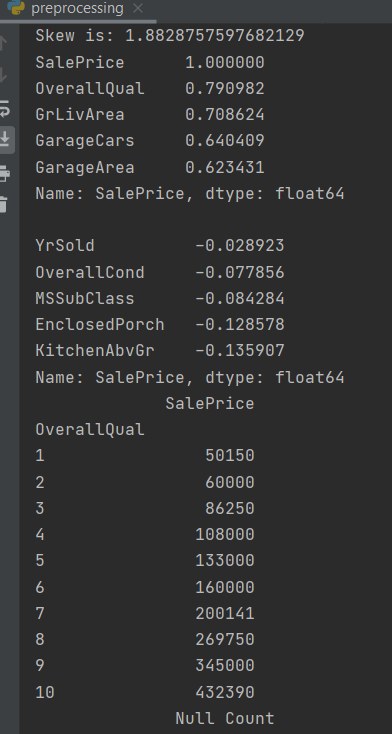 preprocessing
Skew is: 1.8828757597682129
SalePrice 1.000000
OverallQual 0.790982
GrLivArea 0.708624
GarageCars 0.640409
GarageArea 0.623431
Name: SalePrice, dtype: float64
YrSold -0.028923
OverallCond -0.077856
MSSubClass -0.084284
EnclosedPorch -0.128578
KitchenAbvGr -0.135907
Name: SalePrice, dtype: float64
SalePrice
OverallQual
1 50150
2 60000
3 86250
4 108000
5 133000
6 160000
7 200141
8 269750
9 345000
10 432390
Null Count